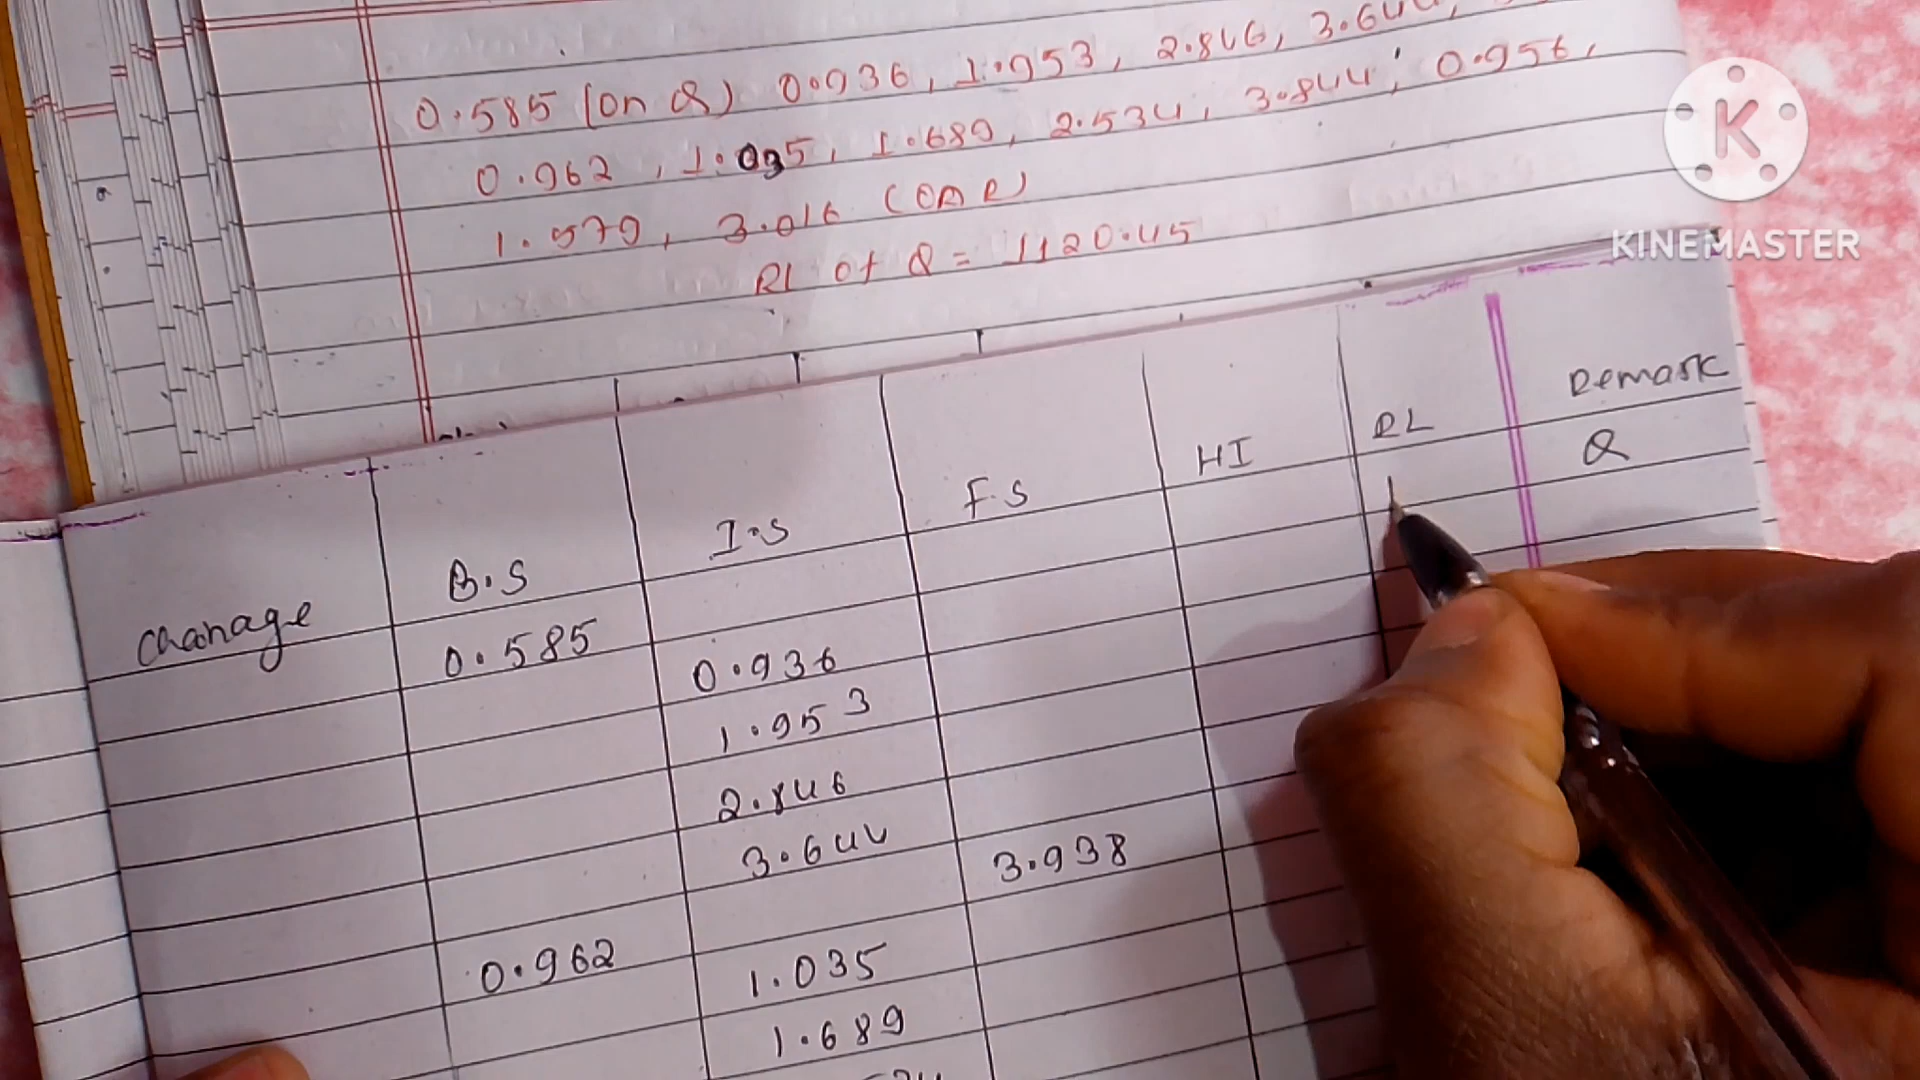 0.585 (on Q) 0.936, 1.953, 2.846, 3.644,
0.962, 1.035, 1.689, 2.534, 3.844, 0.956,
1.579, 3.016 (on R)
RL of Q = 1120.45
Chanage B.S I.S F.S HI RL Remark
0.585 Q
0.936
1.953
2.846
3.644
0.962 3.938
1.035
1.689
K
KINEMASTER